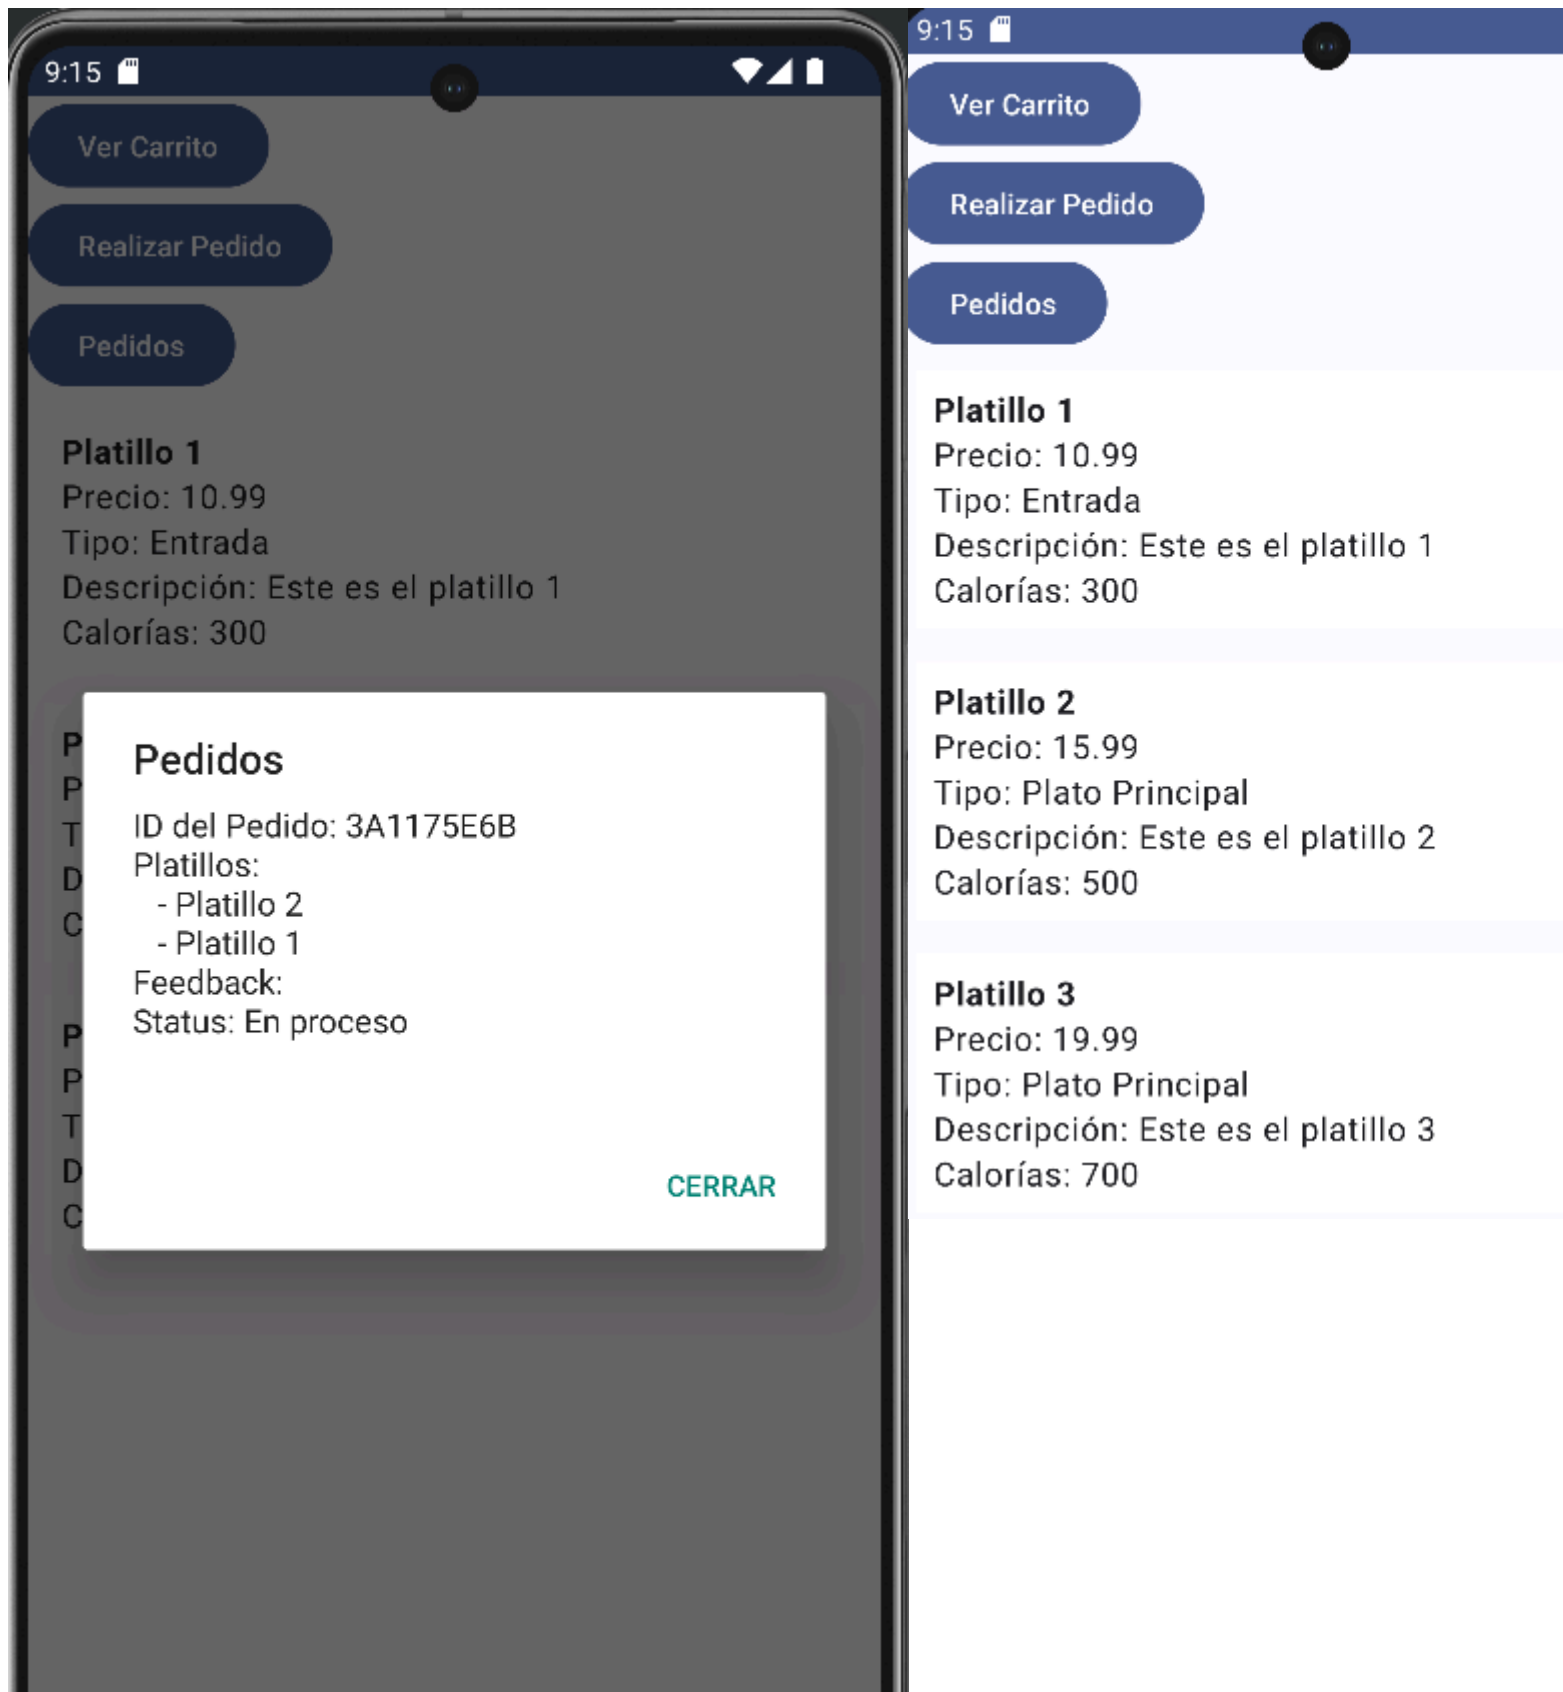 9:15
Ver Carrito
Realizar Pedido
Pedidos
Platillo 1
Precio: 10.99
Tipo: Entrada
Descripción: Este es el platillo 1
Calorías: 300
P
P
T
D
C
P
P
T
D
C
Pedidos
ID del Pedido: 3A1175E6B
Platillos:
- Platillo 2
- Platillo 1
Feedback:
Status: En proceso
CERRAR
9:15
Ver Carrito
Realizar Pedido
Pedidos
Platillo 1
Precio: 10.99
Tipo: Entrada
Descripción: Este es el platillo 1
Calorías: 300
Platillo 2
Precio: 15.99
Tipo: Plato Principal
Descripción: Este es el platillo 2
Calorías: 500
Platillo 3
Precio: 19.99
Tipo: Plato Principal
Descripción: Este es el platillo 3
Calorías: 700